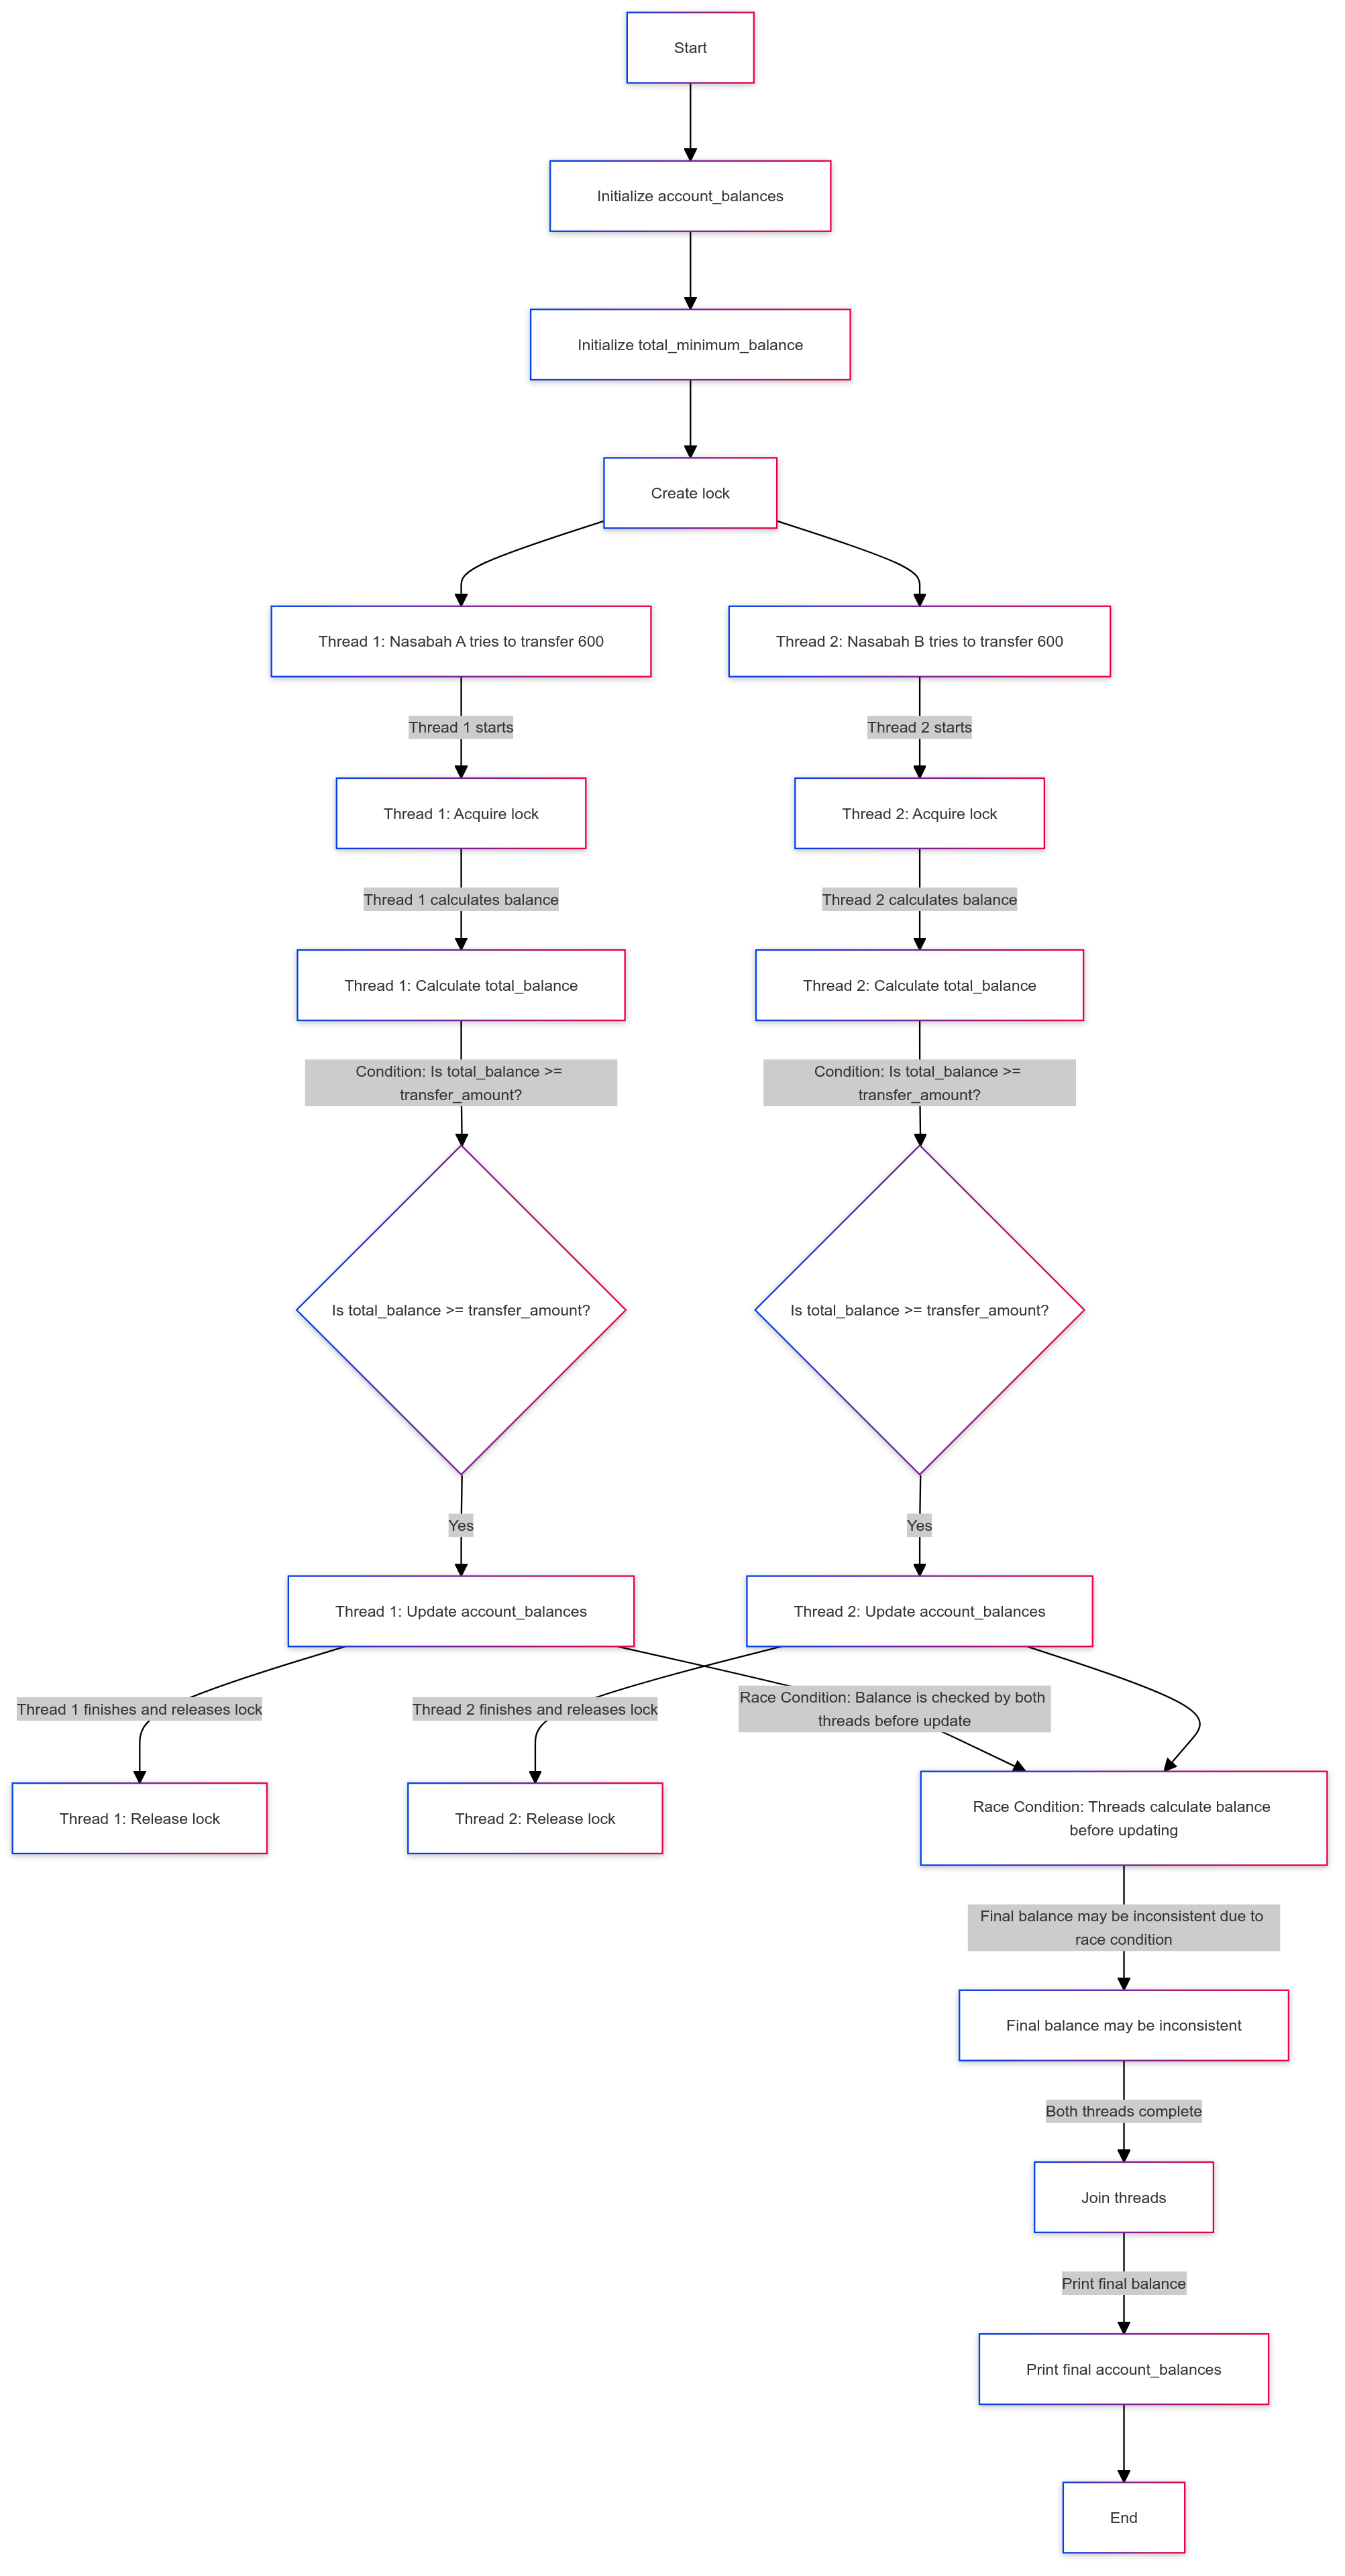 Start
Initialize account_balances
Initialize total_minimum_balance
Create lock
Thread 1: Nasabah A tries to transfer 600
Thread 2: Nasabah B tries to transfer 600
Thread 1 starts
Thread 2 starts
Thread 1: Acquire lock
Thread 2: Acquire lock
Thread 1 calculates balance
Thread 2 calculates balance
Thread 1: Calculate total_balance
Thread 2: Calculate total_balance
Condition: Is total_balance >=
transfer_amount?
Condition: Is total_balance >=
transfer_amount?
Is total_balance >= transfer_amount?
Is total_balance >= transfer_amount?
Yes
Yes
Thread 1: Update account_balances
Thread 2: Update account_balances
Thread 1 finishes and releases lock
Thread 2 finishes and releases lock
Race Condition: Balance is checked by both
threads before update
Thread 1: Release lock
Thread 2: Release lock
Race Condition: Threads calculate balance
before updating
Final balance may be inconsistent due to
race condition
Final balance may be inconsistent
Both threads complete
Join threads
Print final balance
Print final account_balances
End